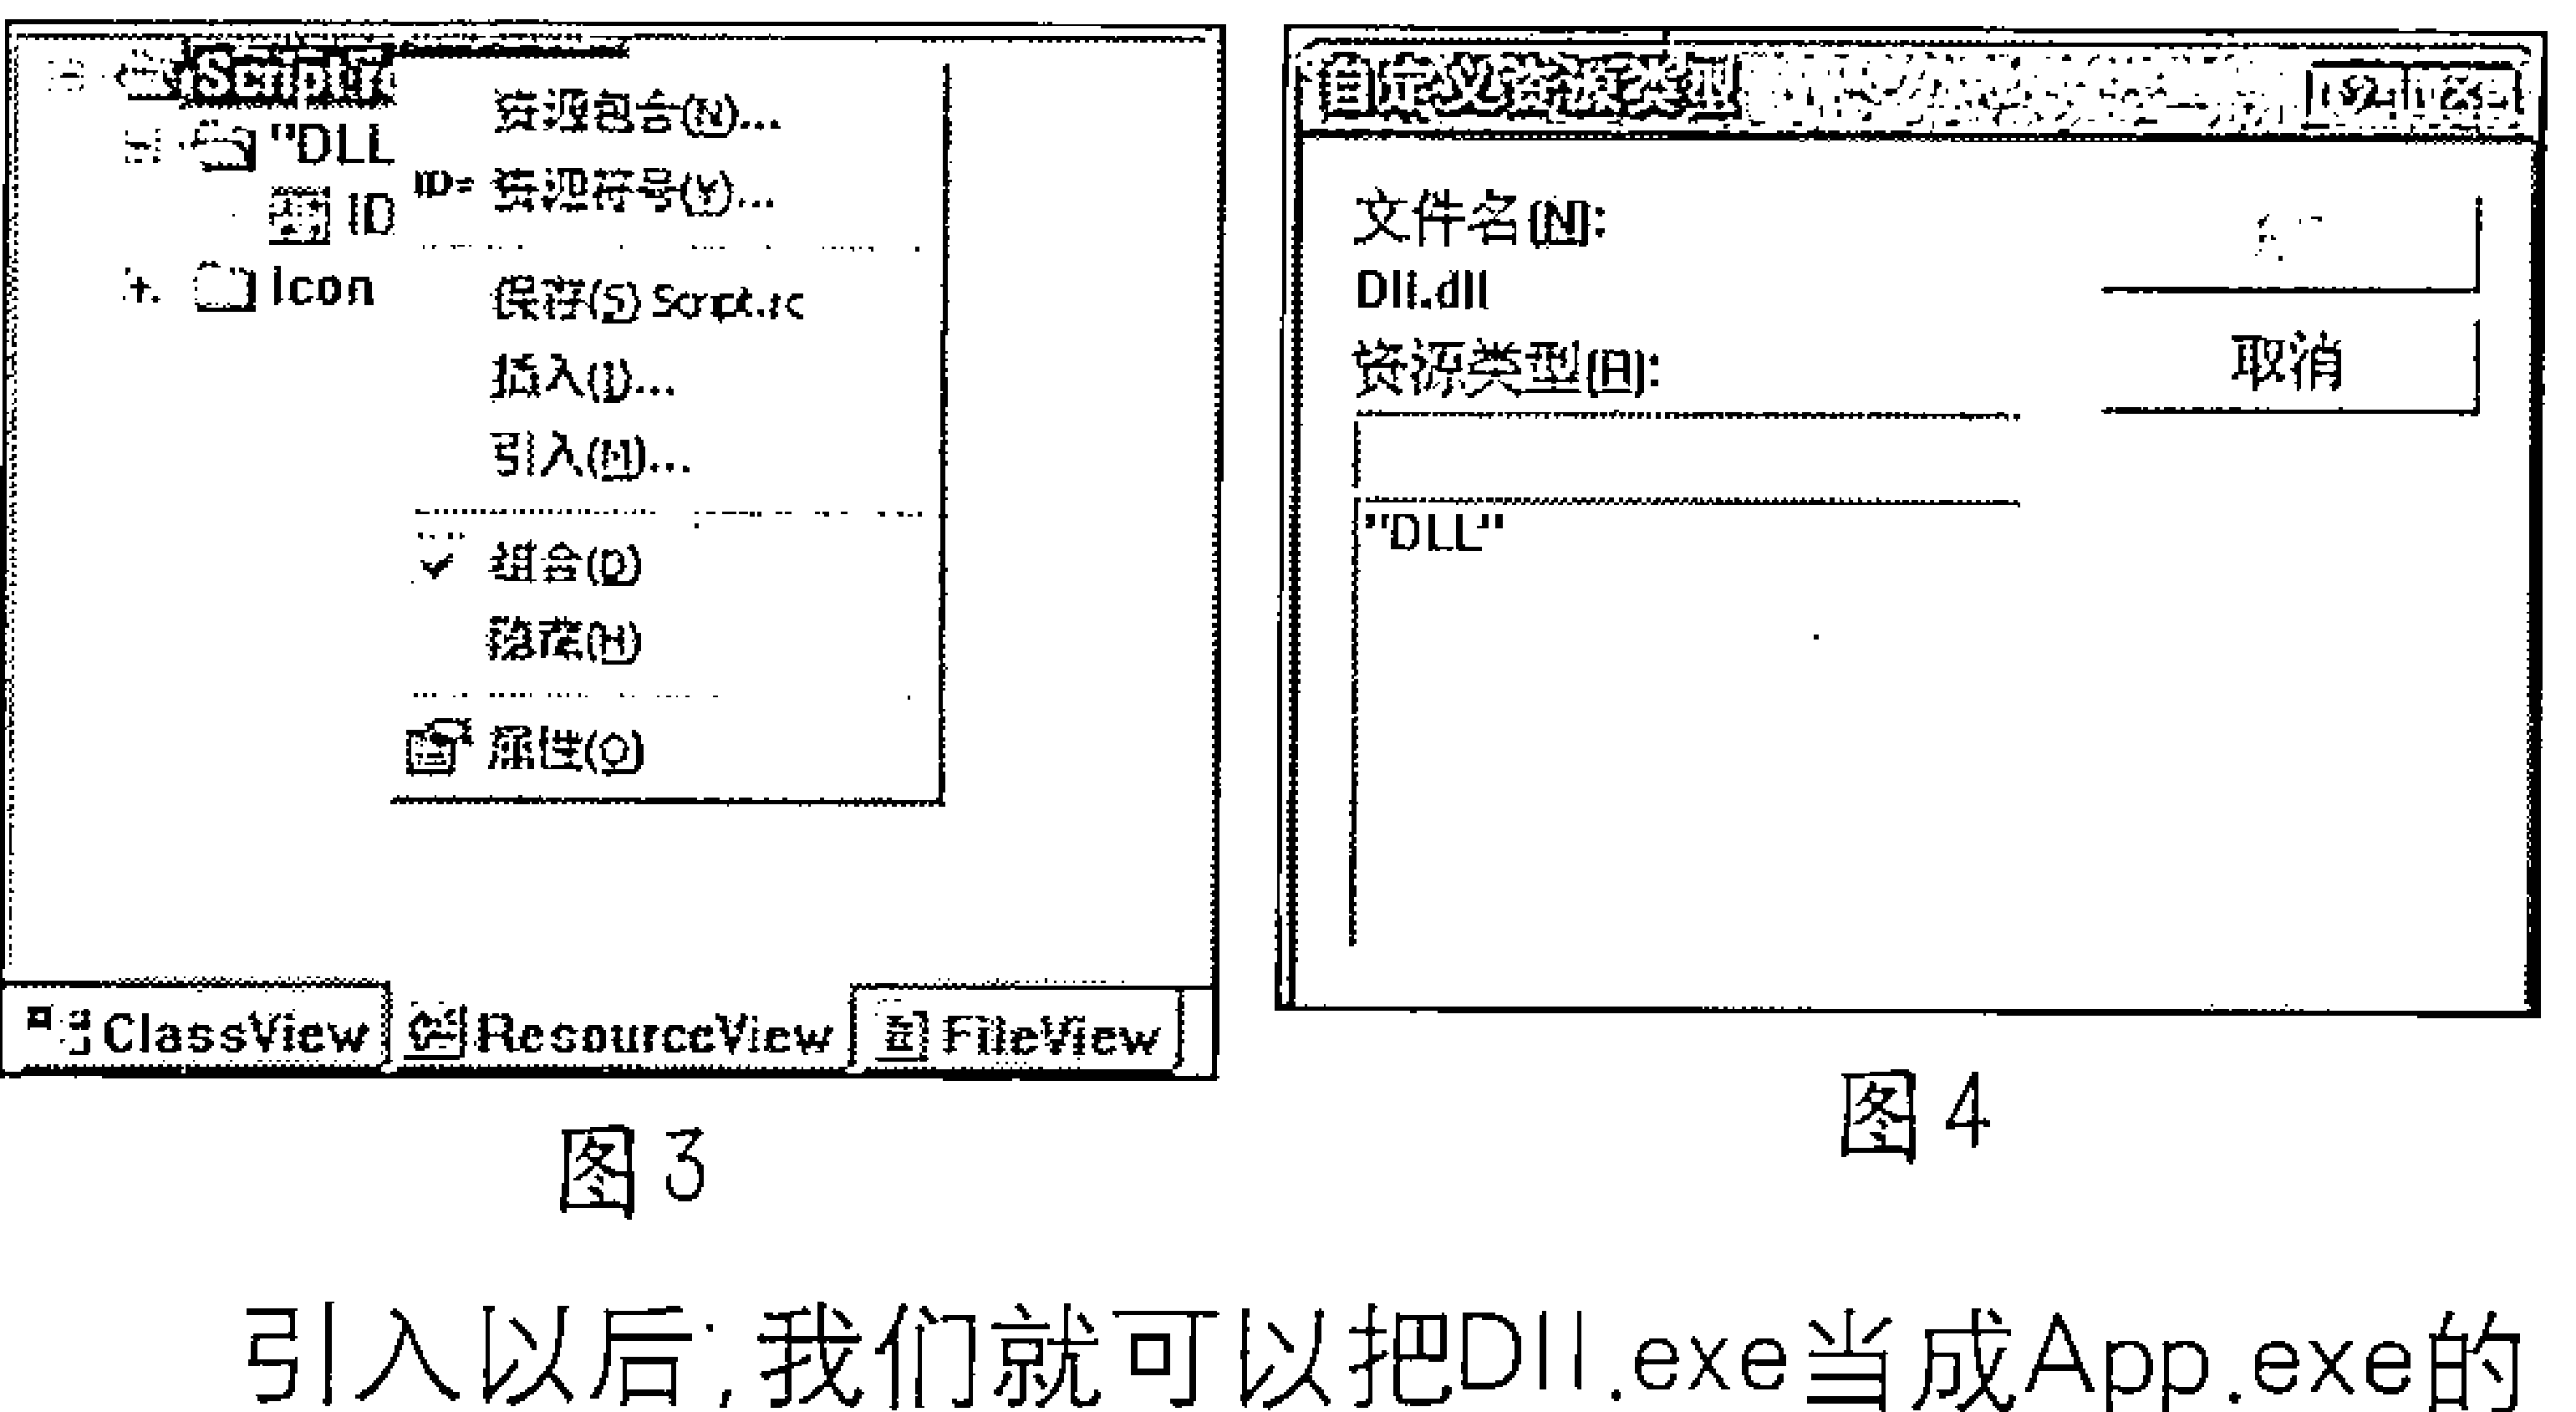 Script.rc
"DLL
ID
Icon
资源包含(N)...
ID= 资源符号(Y)...
保存(S) Script.rc
插入(I)...
引入(M)...
组合(D)
隐藏(H)
属性(O)
ClassView
ResourceView
FileView
图3
自定义资源类型
文件名(N):
Dll.dll
资源类型(R):
"DLL"
取消
图4
引入以后,我们就可以把Dll.exe当成App.exe的